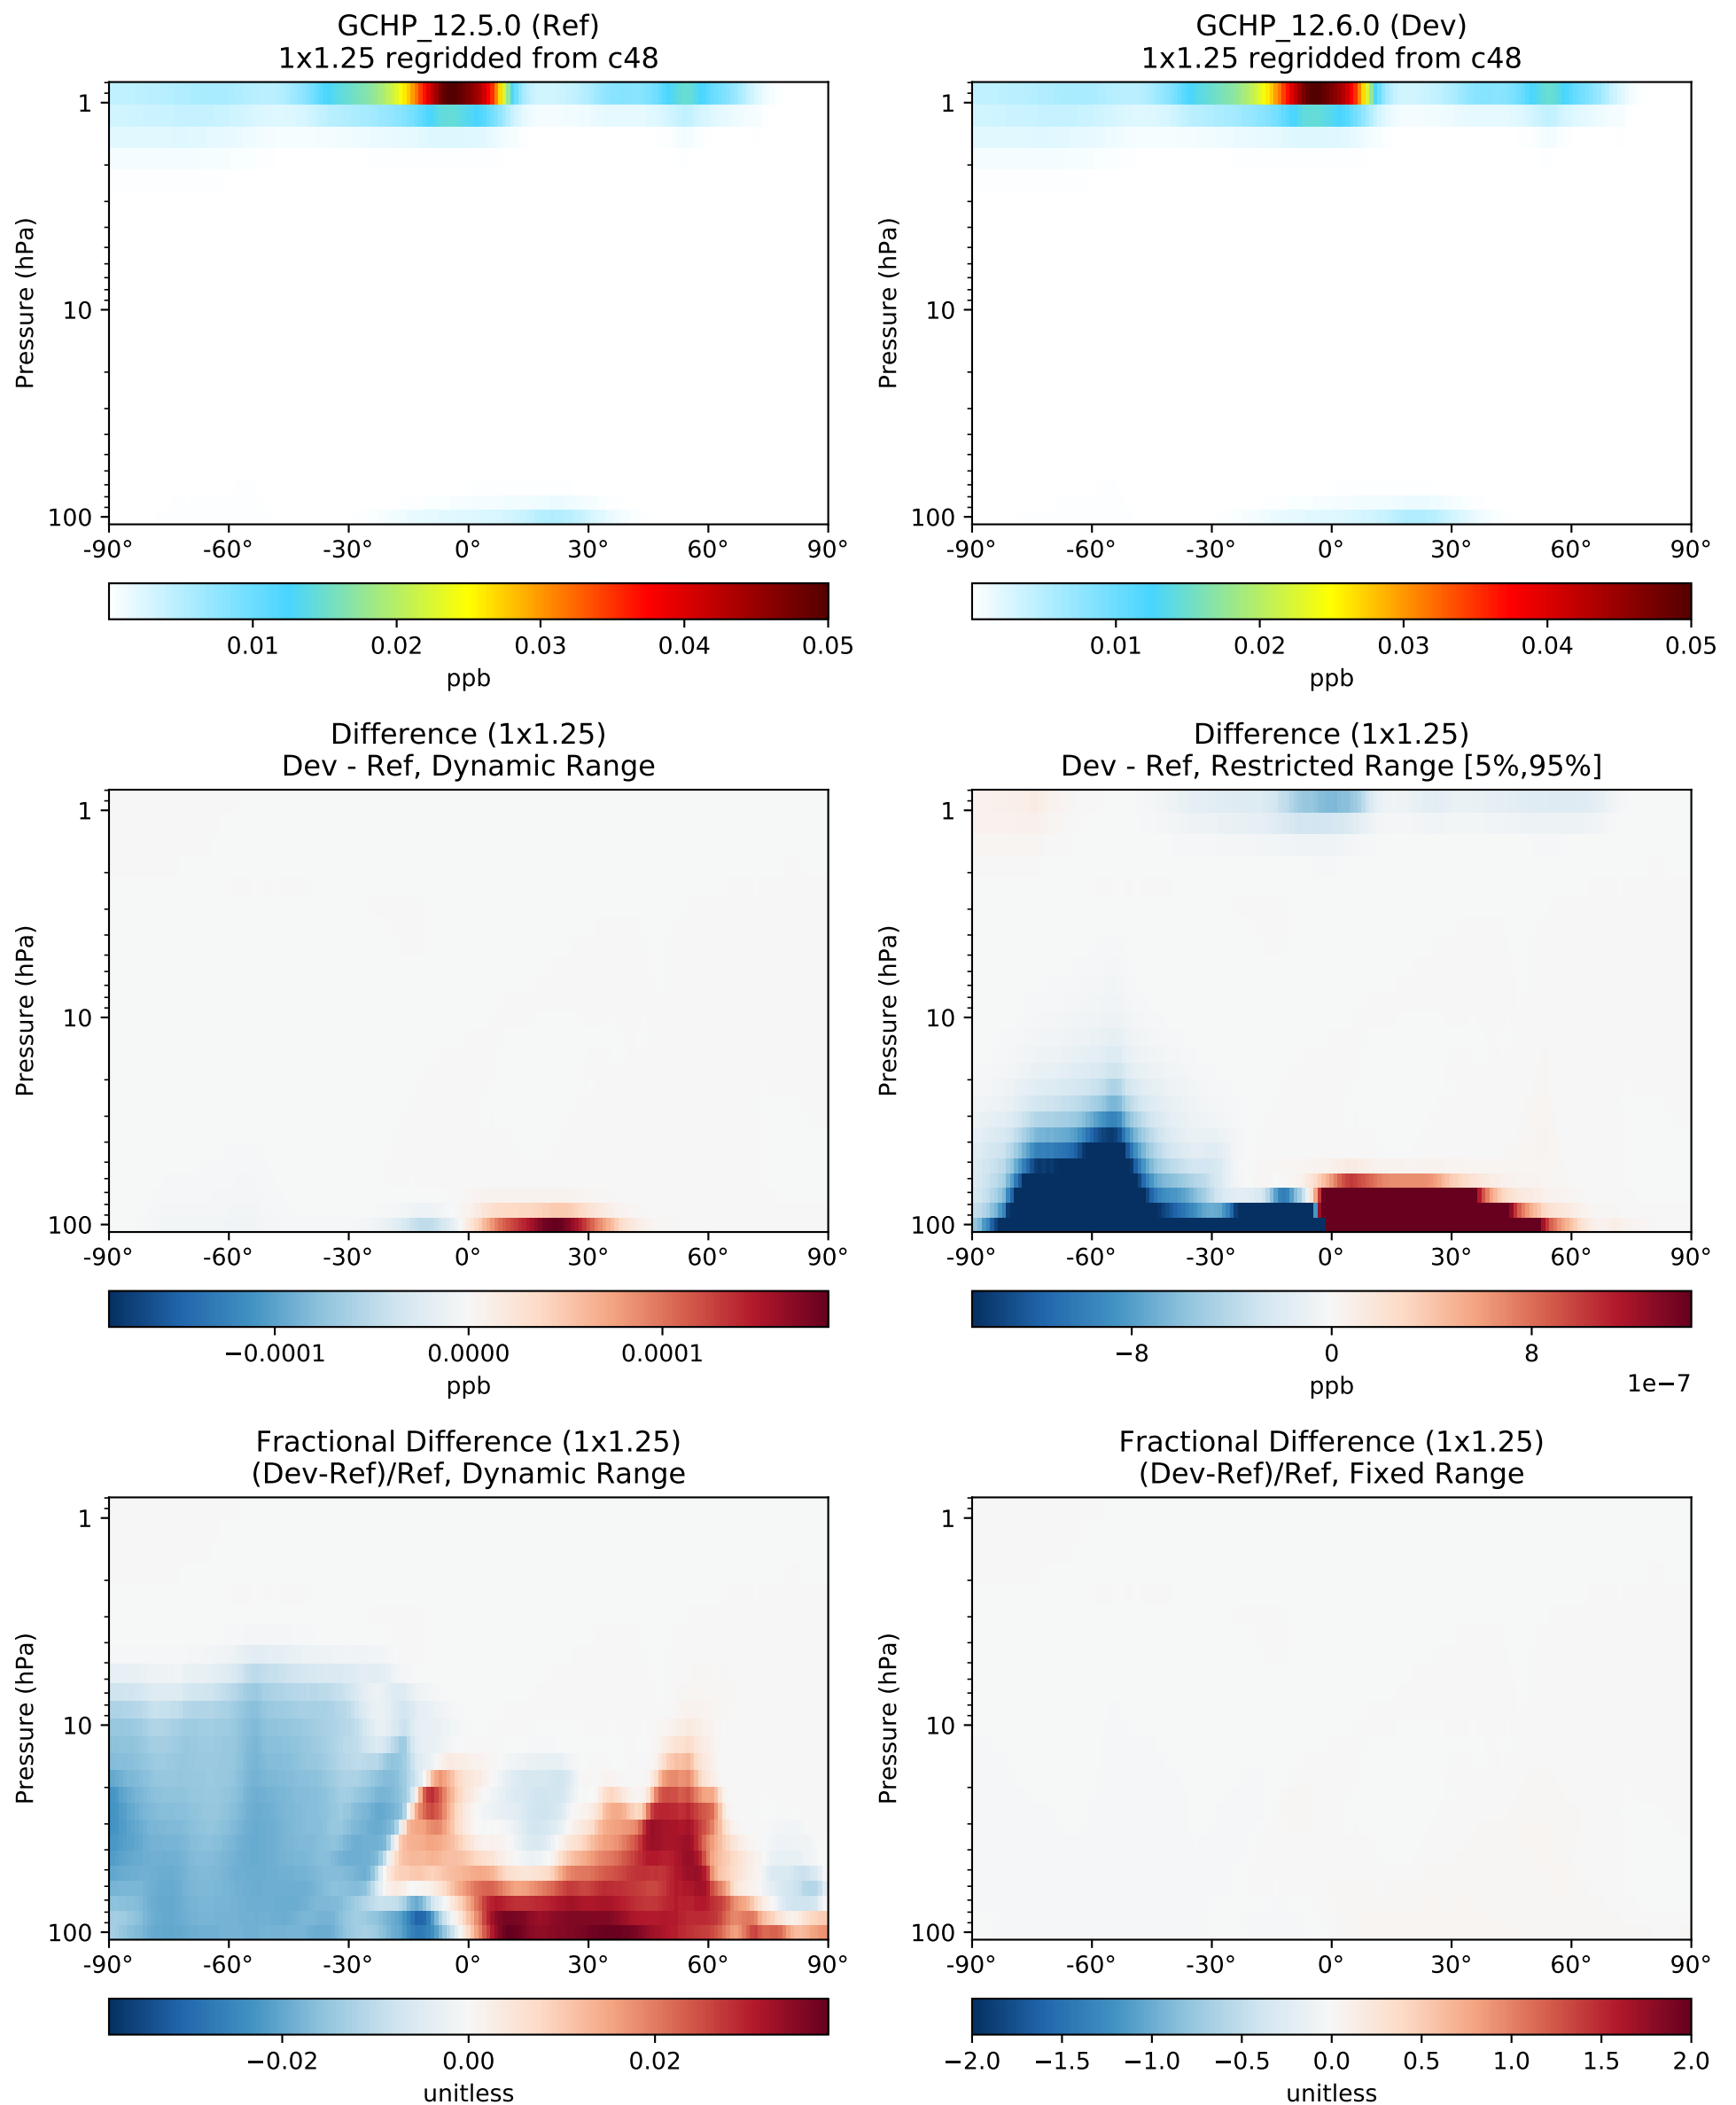 GCHP_12.5.0 (Ref)
1x1.25 regridded from c48
Pressure (hPa)
1
10
100
-90° -60° -30° 0° 30° 60° 90°
0.01 0.02 0.03 0.04 0.05
ppb
GCHP_12.6.0 (Dev)
1x1.25 regridded from c48
Pressure (hPa)
1
10
100
-90° -60° -30° 0° 30° 60° 90°
0.01 0.02 0.03 0.04 0.05
ppb
Difference (1x1.25)
Dev - Ref, Dynamic Range
Pressure (hPa)
1
10
100
-90° -60° -30° 0° 30° 60° 90°
−0.0001 0.0000 0.0001
ppb
Difference (1x1.25)
Dev - Ref, Restricted Range [5%,95%]
Pressure (hPa)
1
10
100
-90° -60° -30° 0° 30° 60° 90°
−8 0 8
1e−7
ppb
Fractional Difference (1x1.25)
(Dev-Ref)/Ref, Dynamic Range
Pressure (hPa)
1
10
100
-90° -60° -30° 0° 30° 60° 90°
−0.02 0.00 0.02
unitless
Fractional Difference (1x1.25)
(Dev-Ref)/Ref, Fixed Range
Pressure (hPa)
1
10
100
-90° -60° -30° 0° 30° 60° 90°
−2.0 −1.5 −1.0 −0.5 0.0 0.5 1.0 1.5 2.0
unitless